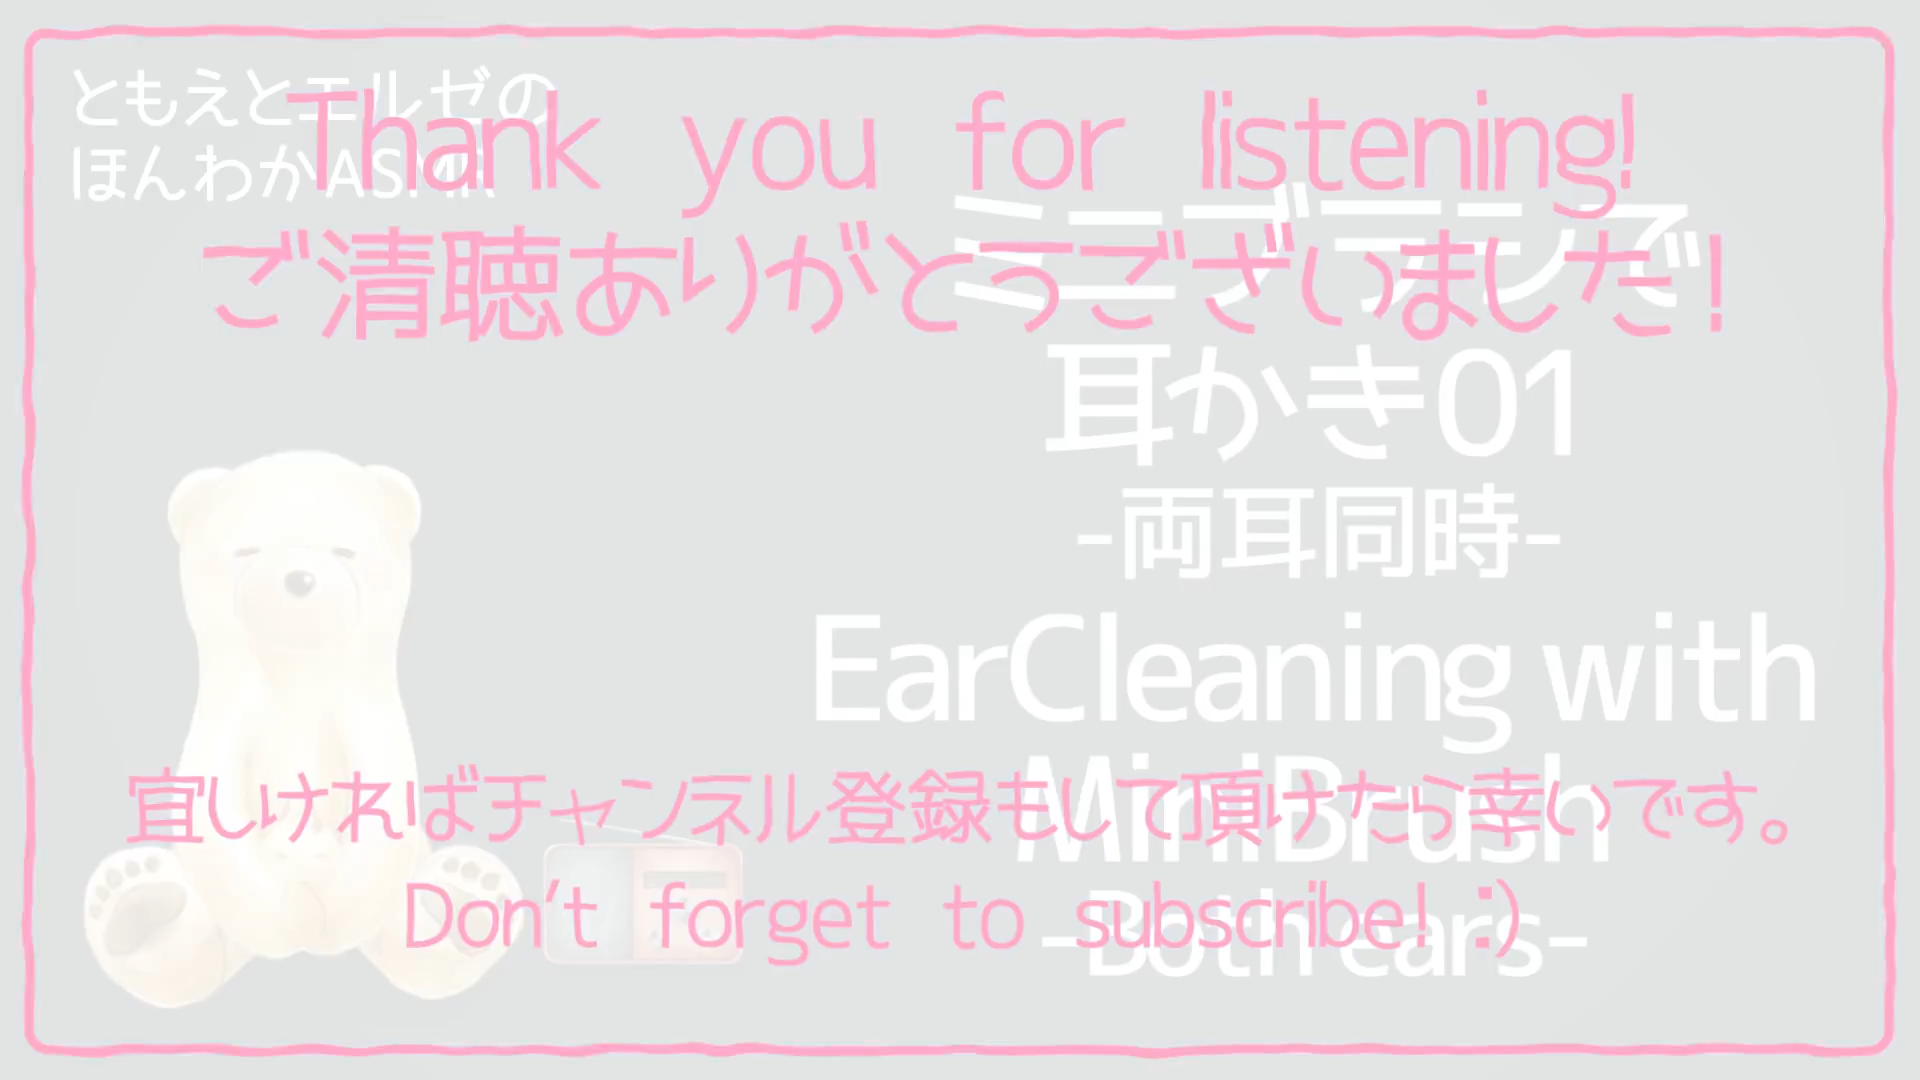 ともえとエルゼの
ほんわかASMR
Thank you for listening!
ご清聴ありがとうございました!
ミニブラシで
耳かき01
-両耳同時-
EarCleaning with
MiniBrush
-Both ears-
宜しければチャンネル登録もして頂けたら幸いです。
Don't forget to subscribe! :)